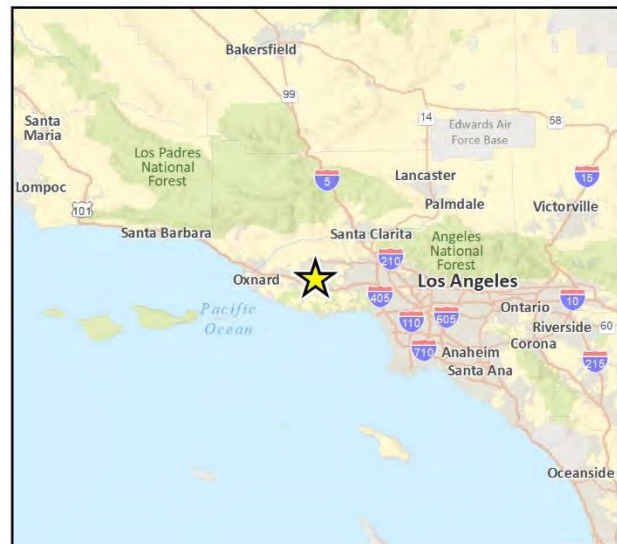 Bakersfield
99
Santa
Maria
14
58
Edwards Air
Force Base
Los Padres
National
Forest
Lompoc
5
Lancaster
15
101
Palmdale
Victorville
Santa Barbara
Santa Clarita
Angeles
National
Forest
210
Oxnard
Los Angeles
405
Ontario
10
Pacific
Ocean
110
605
Riverside
60
Corona
710
Anaheim
215
Santa Ana
Oceanside